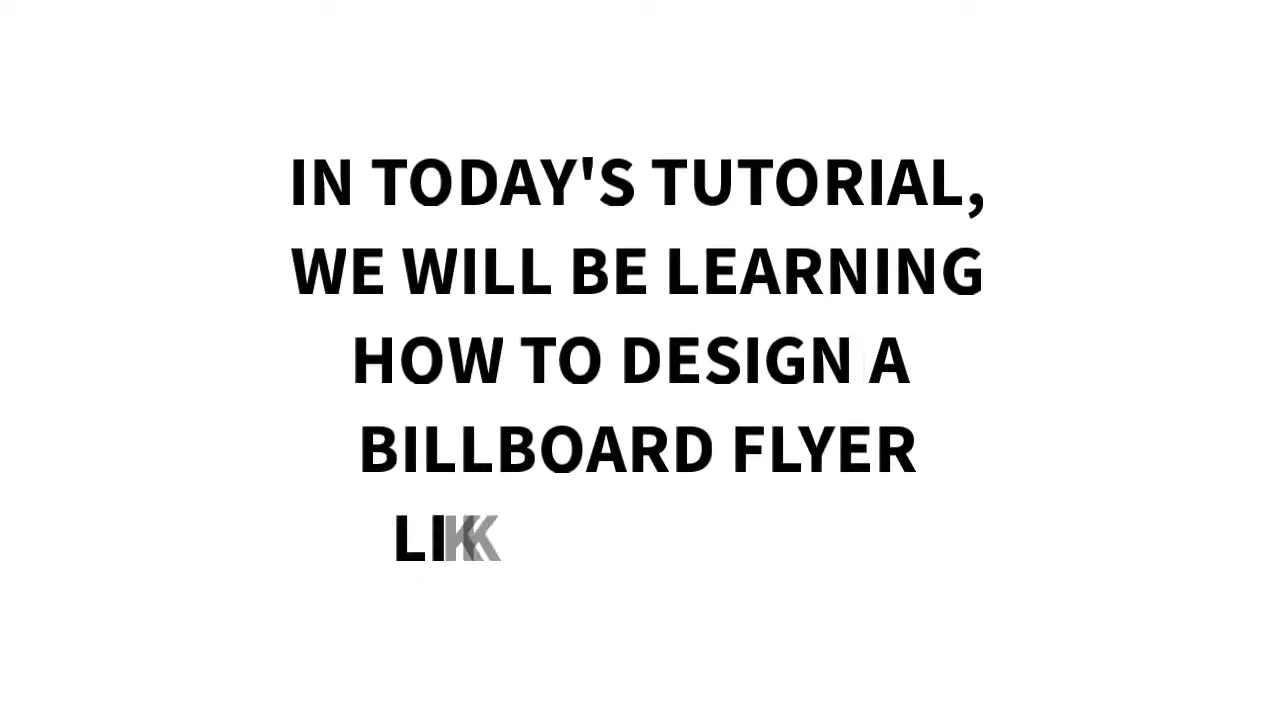 IN TODAY'S TUTORIAL,
WE WILL BE LEARNING
HOW TO DESIGN A
BILLBOARD FLYER